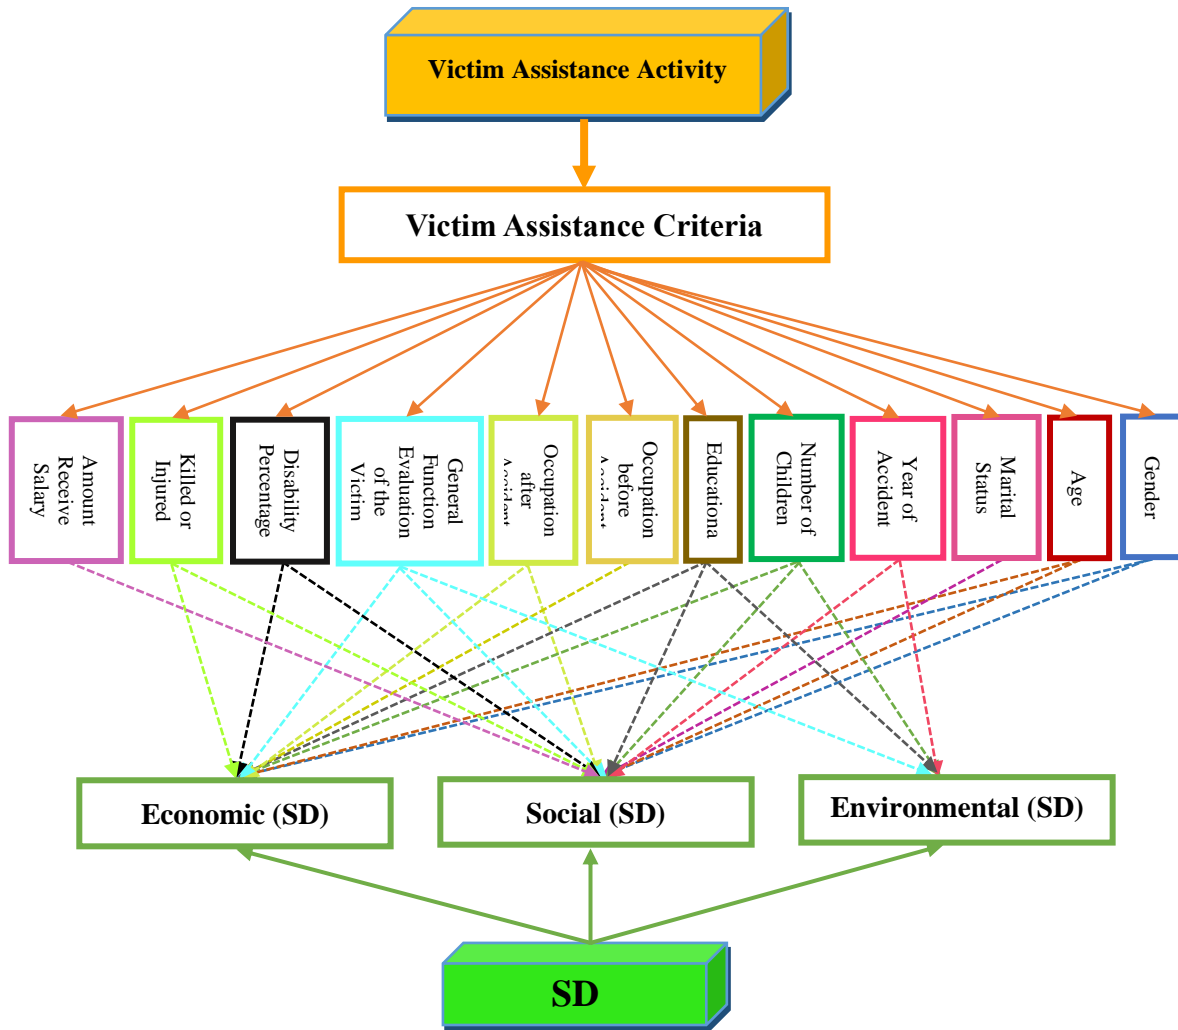 Victim Assistance Activity
Victim Assistance Criteria
Amount
Receive
Salary
Killed or
Injured
Disability
Percentage
General
Function
Evaluation
of the
Victim
Occupation
after
Accident
Occupation
before
Accident
Educationa
Number of
Children
Year of
Accident
Marital
Status
Age
Gender
Economic (SD)
Social (SD)
Environmental (SD)
SD